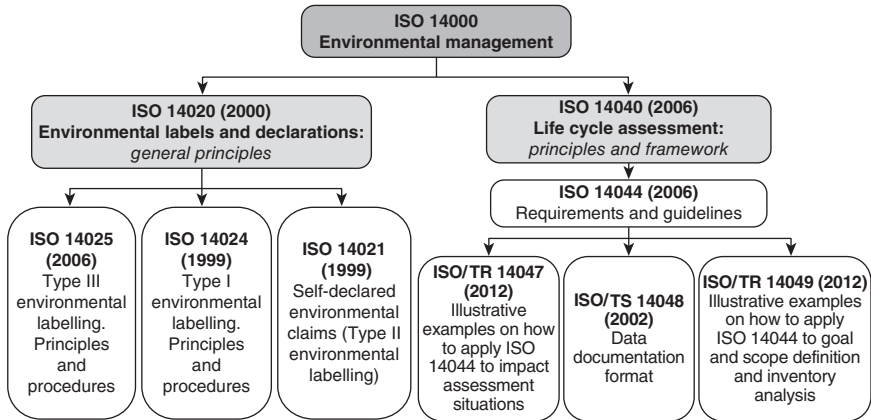 ISO 14000
Environmental management
ISO 14020 (2000)
Environmental labels and declarations:
general principles
ISO 14040 (2006)
Life cycle assessment:
principles and framework
ISO 14044 (2006)
Requirements and guidelines
ISO 14025
(2006)
Type III
environmental
labelling.
Principles
and
procedures
ISO 14024
(1999)
Type I
environmental
labelling.
Principles
and
procedures
ISO 14021
(1999)
Self-declared
environmental
claims (Type II
environmental
labelling)
ISO/TR 14047
(2012)
Illustrative
examples on how
to apply ISO
14044 to impact
assessment
situations
ISO/TS 14048
(2002)
Data
documentation
format
ISO/TR 14049 (2012)
Illustrative examples
on how to apply
ISO 14044 to goal
and scope definition
and inventory
analysis